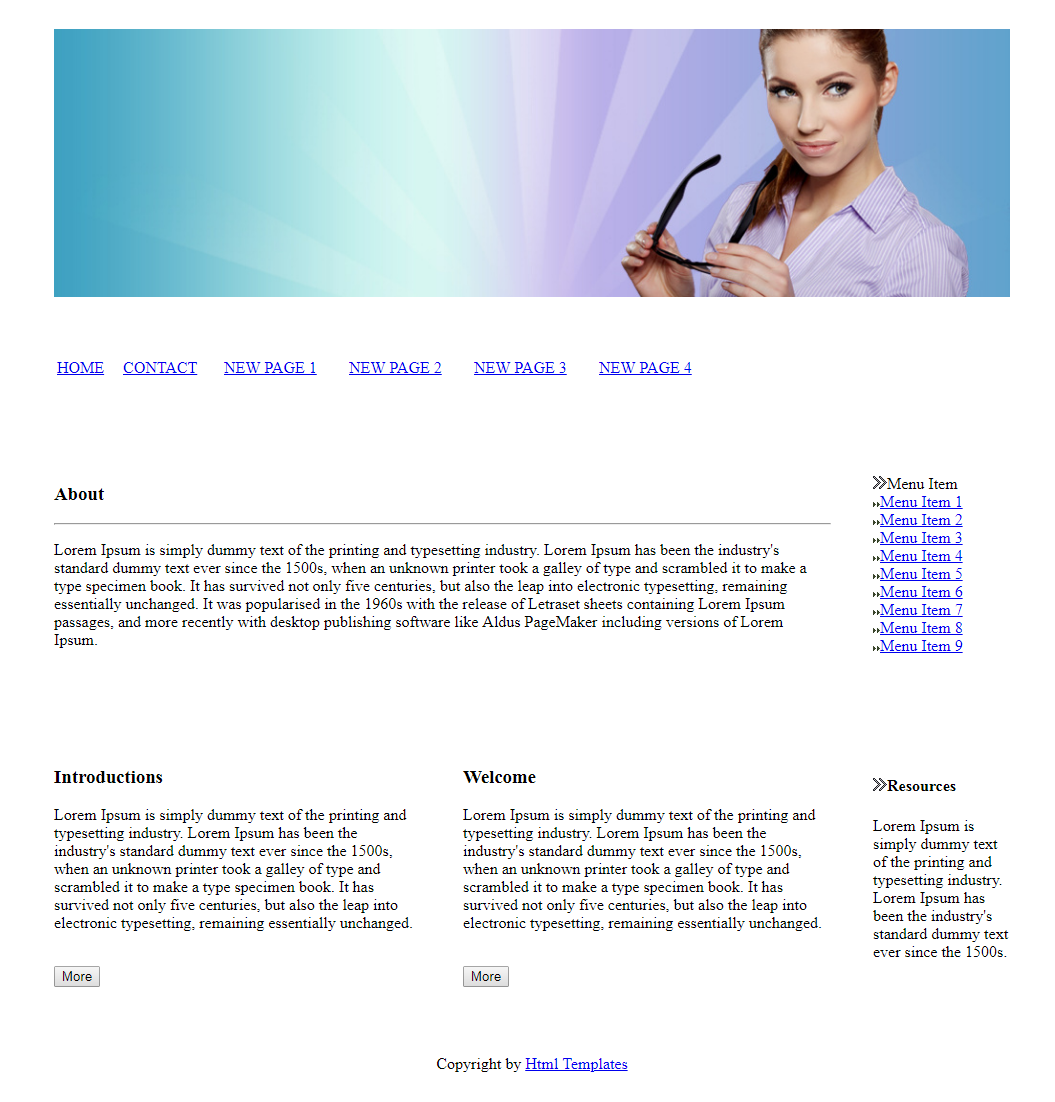 HOME CONTACT NEW PAGE 1 NEW PAGE 2 NEW PAGE 3 NEW PAGE 4
About
Lorem Ipsum is simply dummy text of the printing and typesetting industry. Lorem Ipsum has been the industry's
standard dummy text ever since the 1500s, when an unknown printer took a galley of type and scrambled it to make a
type specimen book. It has survived not only five centuries, but also the leap into electronic typesetting, remaining
essentially unchanged. It was popularised in the 1960s with the release of Letraset sheets containing Lorem Ipsum
passages, and more recently with desktop publishing software like Aldus PageMaker including versions of Lorem
Ipsum.
Menu Item
Menu Item 1
Menu Item 2
Menu Item 3
Menu Item 4
Menu Item 5
Menu Item 6
Menu Item 7
Menu Item 8
Menu Item 9
Introductions
Lorem Ipsum is simply dummy text of the printing and
typesetting industry. Lorem Ipsum has been the
industry's standard dummy text ever since the 1500s,
when an unknown printer took a galley of type and
scrambled it to make a type specimen book. It has
survived not only five centuries, but also the leap into
electronic typesetting, remaining essentially unchanged.
More
Welcome
Lorem Ipsum is simply dummy text of the printing and
typesetting industry. Lorem Ipsum has been the
industry's standard dummy text ever since the 1500s,
when an unknown printer took a galley of type and
scrambled it to make a type specimen book. It has
survived not only five centuries, but also the leap into
electronic typesetting, remaining essentially unchanged.
More
Resources
Lorem Ipsum is
simply dummy text
of the printing and
typesetting industry.
Lorem Ipsum has
been the industry's
standard dummy text
ever since the 1500s.
Copyright by Html Templates